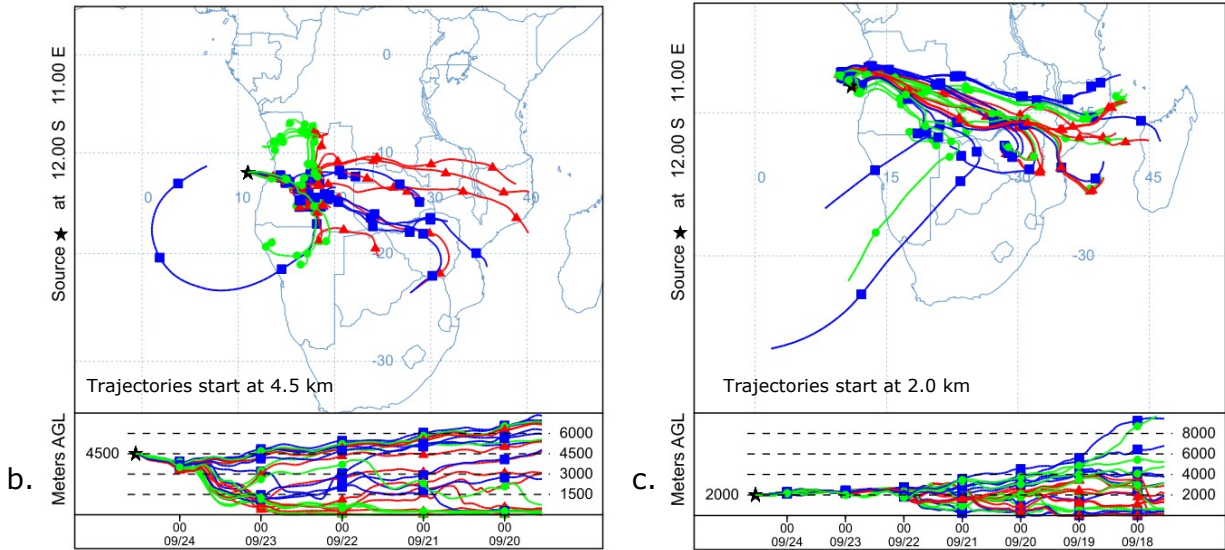 b.
Source ★ at 12.00 S 11.00 E
0
-10
-20
-30
0
10
20
30
40
Trajectories start at 4.5 km
Meters AGL
4500
6000
4500
3000
1500
00 00 00 00 00
09/24 09/23 09/22 09/21 09/20
c.
Source ★ at 12.00 S 11.00 E
-15
-30
0
15
30
45
Trajectories start at 2.0 km
Meters AGL
2000
8000
6000
4000
2000
00 00 00 00 00 00 00
09/24 09/23 09/22 09/21 09/20 09/19 09/18